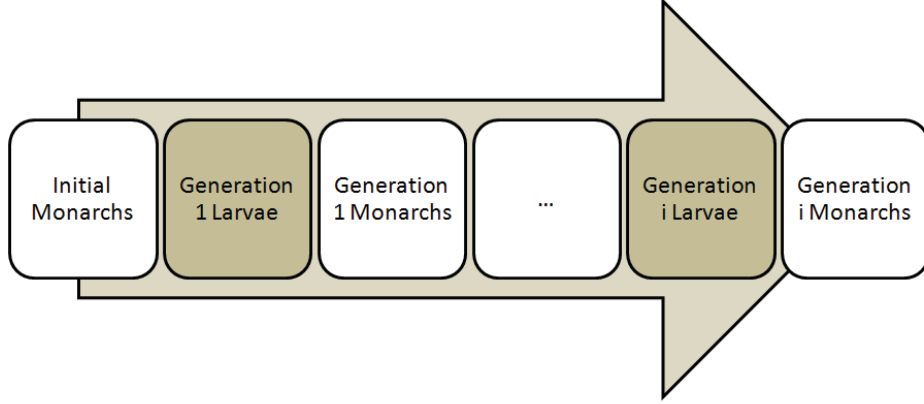 Initial
Monarchs
Generation
1 Larvae
Generation
1 Monarchs
...
Generation
i Larvae
Generation
i Monarchs